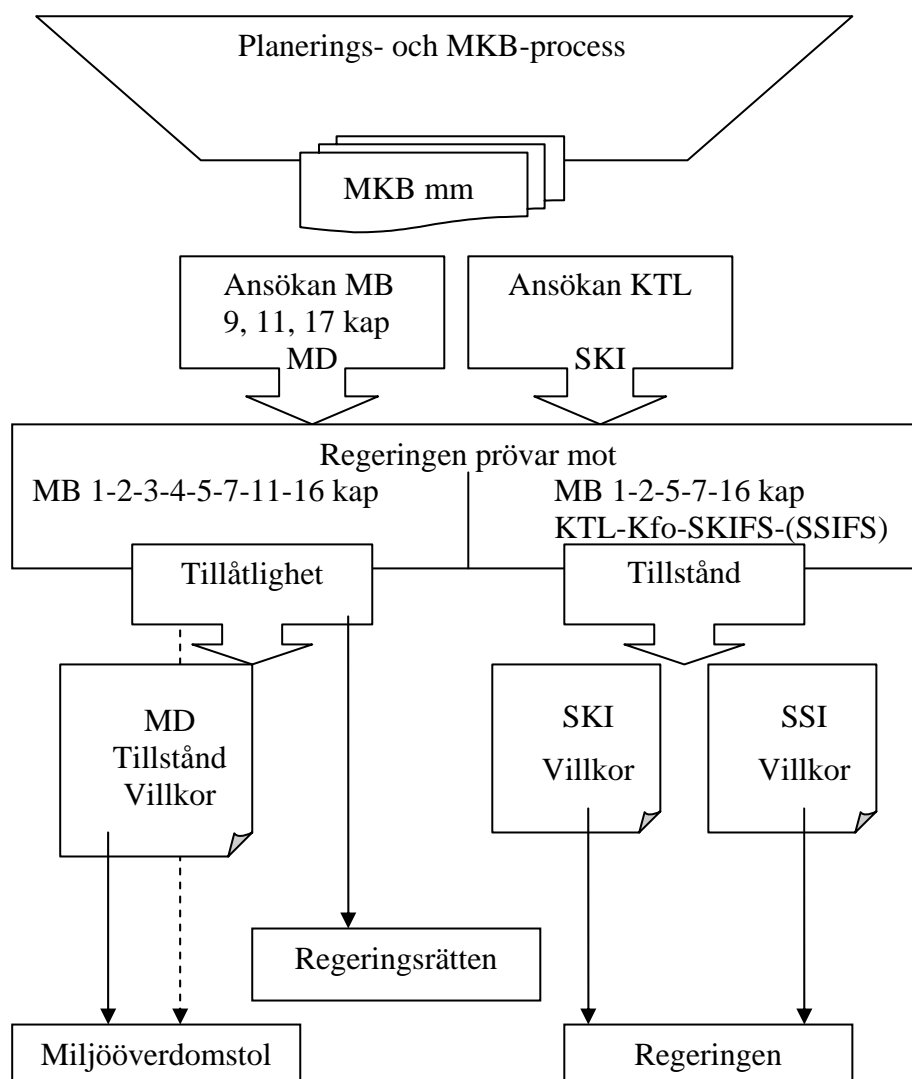 Planerings- och MKB-process
MKB mm
Ansökan MB
9, 11, 17 kap
MD
Ansökan KTL
SKI
Regeringen prövar mot
MB 1-2-3-4-5-7-11-16 kap
MB 1-2-5-7-16 kap
KTL-Kfo-SKIFS-(SSIFS)
Tillåtlighet
Tillstånd
MD
Tillstånd
Villkor
SKI
Villkor
SSI
Villkor
Regeringsrätten
Miljööverdomstol
Regeringen